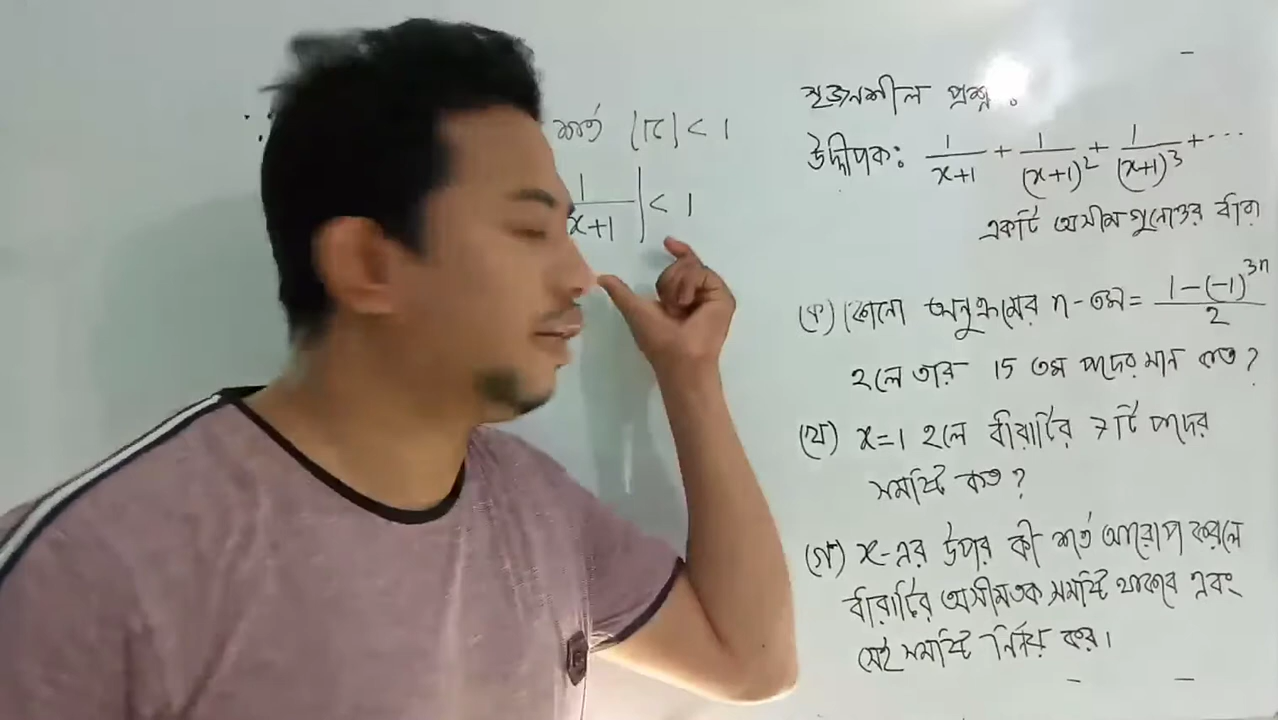 শর্ত |r| < 1
1/(x+1) | < 1
সৃজনশীল প্রশ্ন :
উদ্দীপক: 1/(x+1) + 1/(x+1)² + 1/(x+1)³ + ...
একটি অসীম গুনোত্তর ধারা
(ক) কোনো অনুক্রমের n-তম = (1-(-1)³ⁿ)/2
হলে তার 15 তম পদের মান কত?
(খ) x=1 হলে ধারাটির 7টি পদের
সমষ্টি কত?
(গ) x-এর উপর কী শর্ত আরোপ করলে
ধারাটির অসীমতক সমষ্টি থাকবে এবং
সেই সমষ্টি নির্নয় কর।